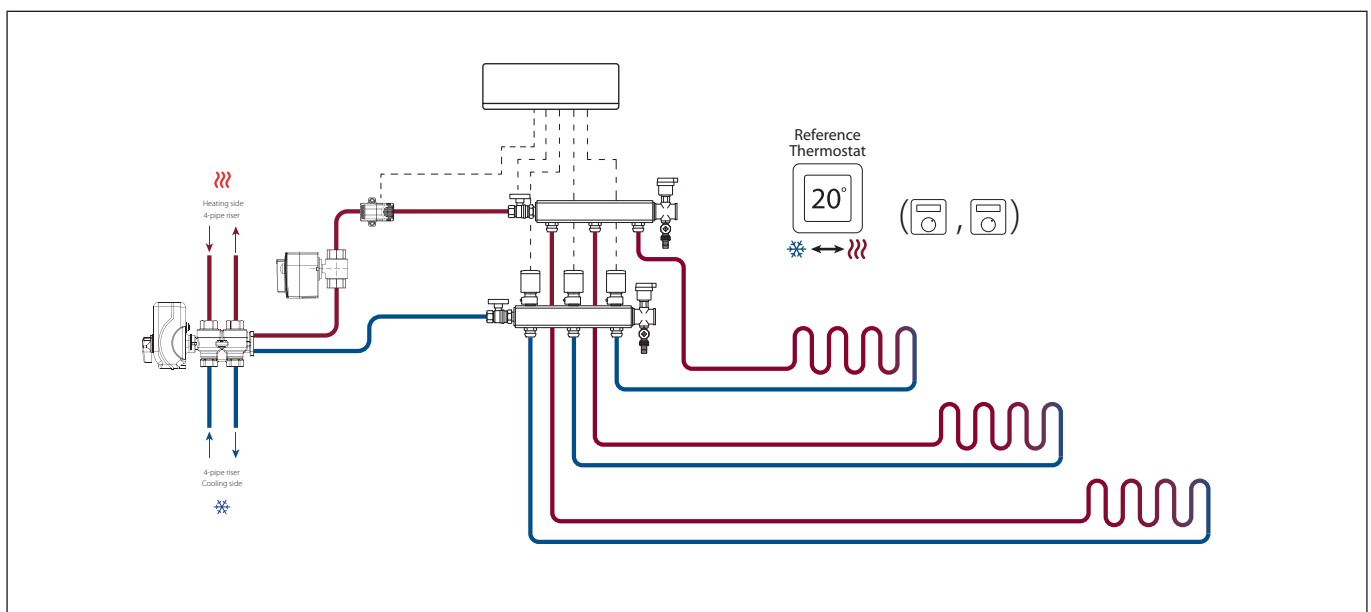 Reference
Thermostat
20°
( , )
Heating side
4-pipe riser
4-pipe riser
Cooling side